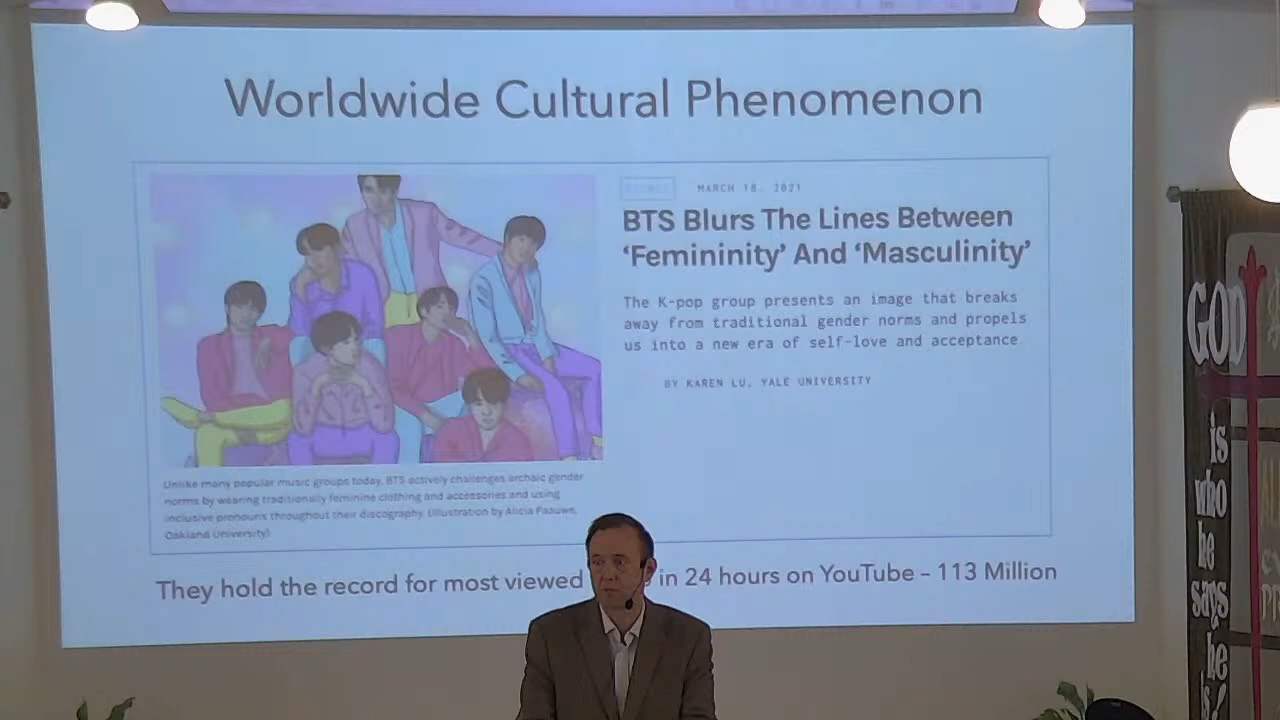 Worldwide Cultural Phenomenon
MARCH 18, 2021
BTS Blurs The Lines Between
‘Femininity’ And ‘Masculinity’
The K-pop group presents an image that breaks
away from traditional gender norms and propels
us into a new era of self-love and acceptance
BY KAREN LU, YALE UNIVERSITY
Unlike many popular music groups today, BTS actively challenges archaic gender
norms by wearing traditionally feminine clothing and accessories and using
inclusive pronouns throughout their discography. (Illustration by Alicia Paauwe,
Oakland University)
They hold the record for most viewed in 24 hours on YouTube – 113 Million
GOD
is
who
he
says
he
is!